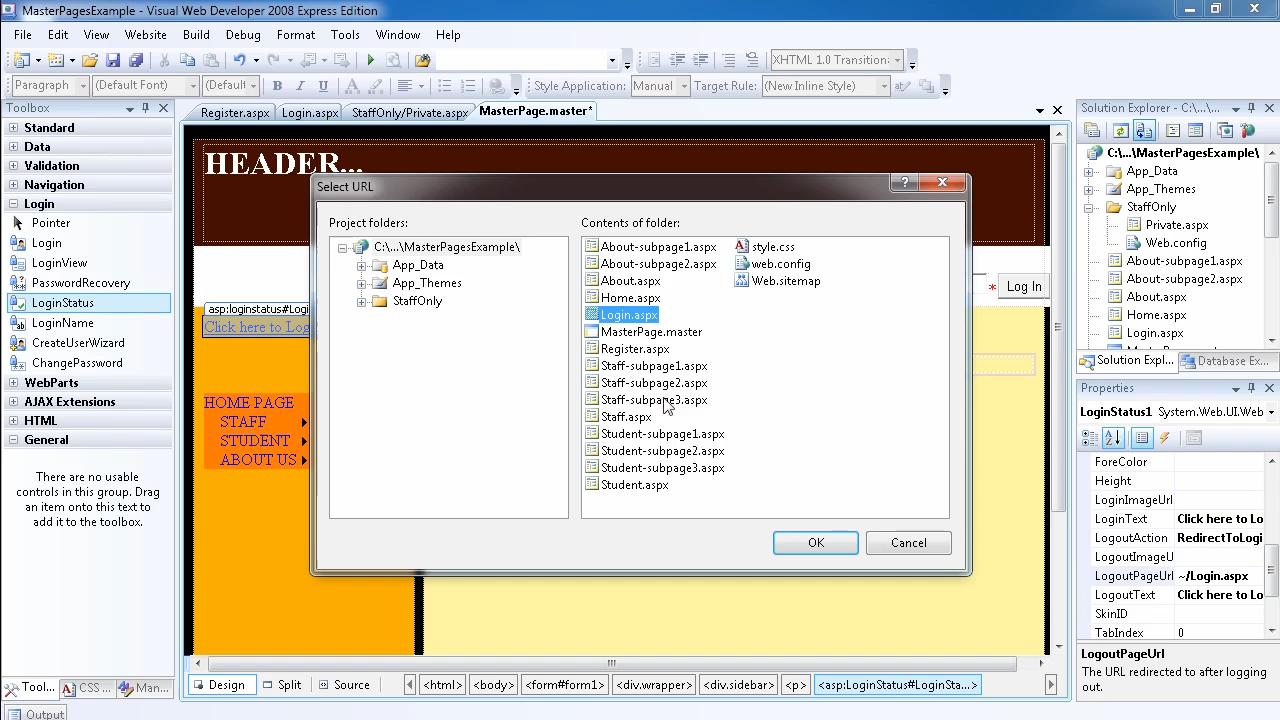 MasterPagesExample - Visual Web Developer 2008 Express Edition
File Edit View Website Build Debug Format Tools Window Help
XHTML 1.0 Transition:
Paragraph (Default Font) (Default Style Application: Manual Target Rule: (New Inline Style)
Toolbox
Standard
Data
Validation
Navigation
Login
Pointer
Login
LoginView
PasswordRecovery
LoginStatus
LoginName
CreateUserWizard
ChangePassword
WebParts
AJAX Extensions
HTML
General
There are no usable
controls in this group. Drag
an item onto this text to
add it to the toolbox.
Tool... CSS ... Man...
Output
Register.aspx Login.aspx StaffOnly/Private.aspx MasterPage.master*
HEADER...
* Log In
asp:loginstatus#Logi
Click here to Log
HOME PAGE
STAFF
STUDENT
ABOUT US
Select URL
Project folders:
C:\...\MasterPagesExample\
App_Data
App_Themes
StaffOnly
Contents of folder:
About-subpage1.aspx
About-subpage2.aspx
About.aspx
Home.aspx
Login.aspx
MasterPage.master
Register.aspx
Staff-subpage1.aspx
Staff-subpage2.aspx
Staff-subpage3.aspx
Staff.aspx
Student-subpage1.aspx
Student-subpage2.aspx
Student-subpage3.aspx
Student.aspx
style.css
web.config
Web.sitemap
OK Cancel
Design Split Source <html> <body> <form#form1> <div.wrapper> <div.sidebar> <p> <asp:LoginStatus#LoginSta...>
Solution Explorer - C:\...\...
C:\...\MasterPagesExample\
App_Data
App_Themes
StaffOnly
Private.aspx
Web.config
About-subpage1.aspx
About-subpage2.aspx
About.aspx
Home.aspx
Login.aspx
Solution Expl... Database Ex...
Properties
LoginStatus1 System.Web.UI.Web
ForeColor
Height
LoginImageUrl
LoginText Click here to Lo
LogoutAction RedirectToLogi
LogoutImageU
LogoutPageUrl ~/Login.aspx
LogoutText Click here to Lo
SkinID
TabIndex 0
LogoutPageUrl
The URL redirected to after logging
out.